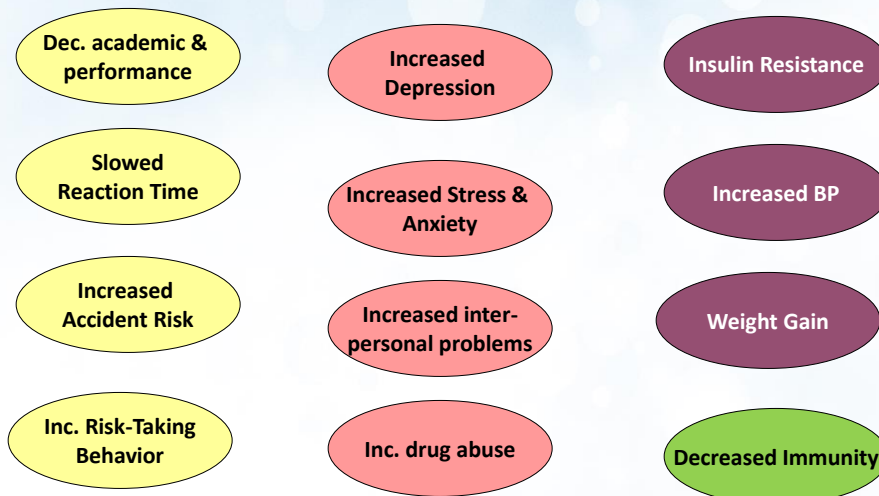 Dec. academic &
performance
Slowed
Reaction Time
Increased
Accident Risk
Inc. Risk-Taking
Behavior
Increased
Depression
Increased Stress &
Anxiety
Increased inter-
personal problems
Inc. drug abuse
Insulin Resistance
Increased BP
Weight Gain
Decreased Immunity